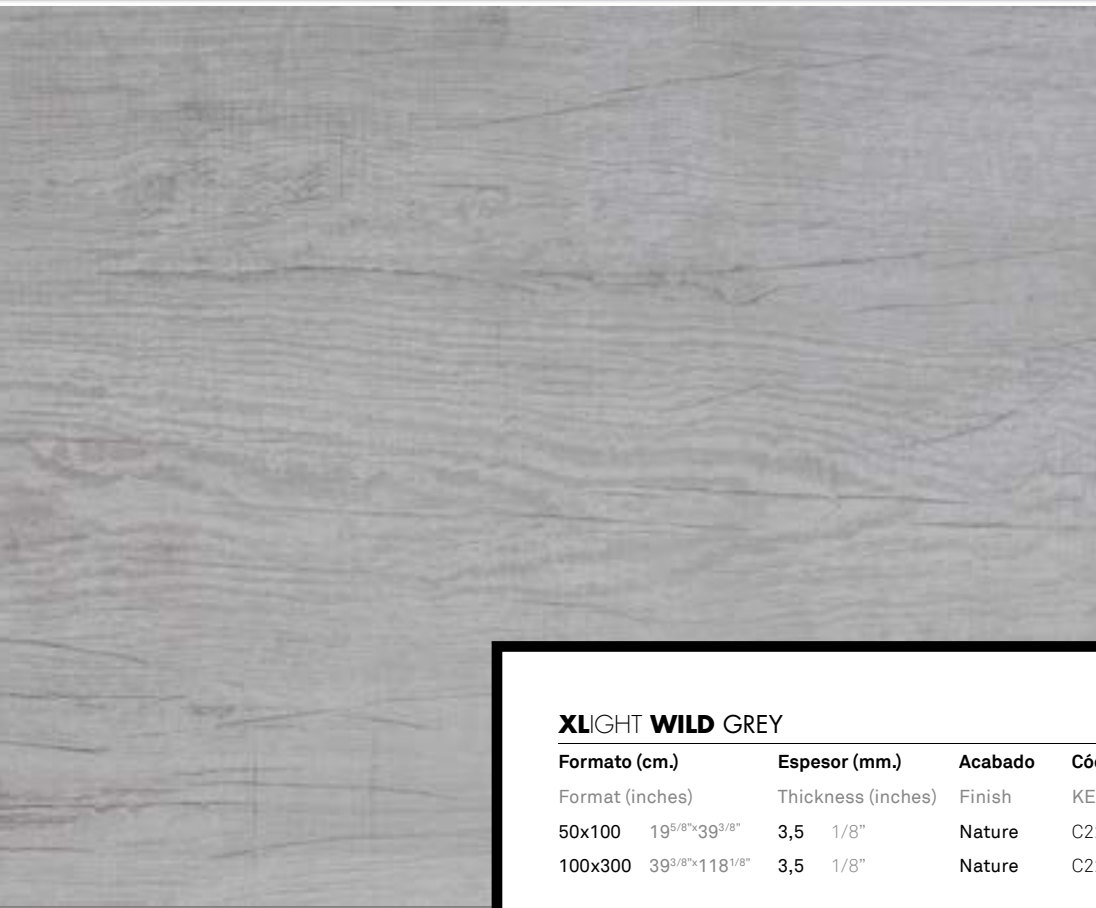 XLIGHT WILD GREY
Formato (cm.) Espesor (mm.) Acabado
Format (inches) Thickness (inches) Finish
50x100 19 5/8"x39 3/8" 3,5 1/8” Nature
100x300 39 3/8"x118 1/8" 3,5 1/8” Nature